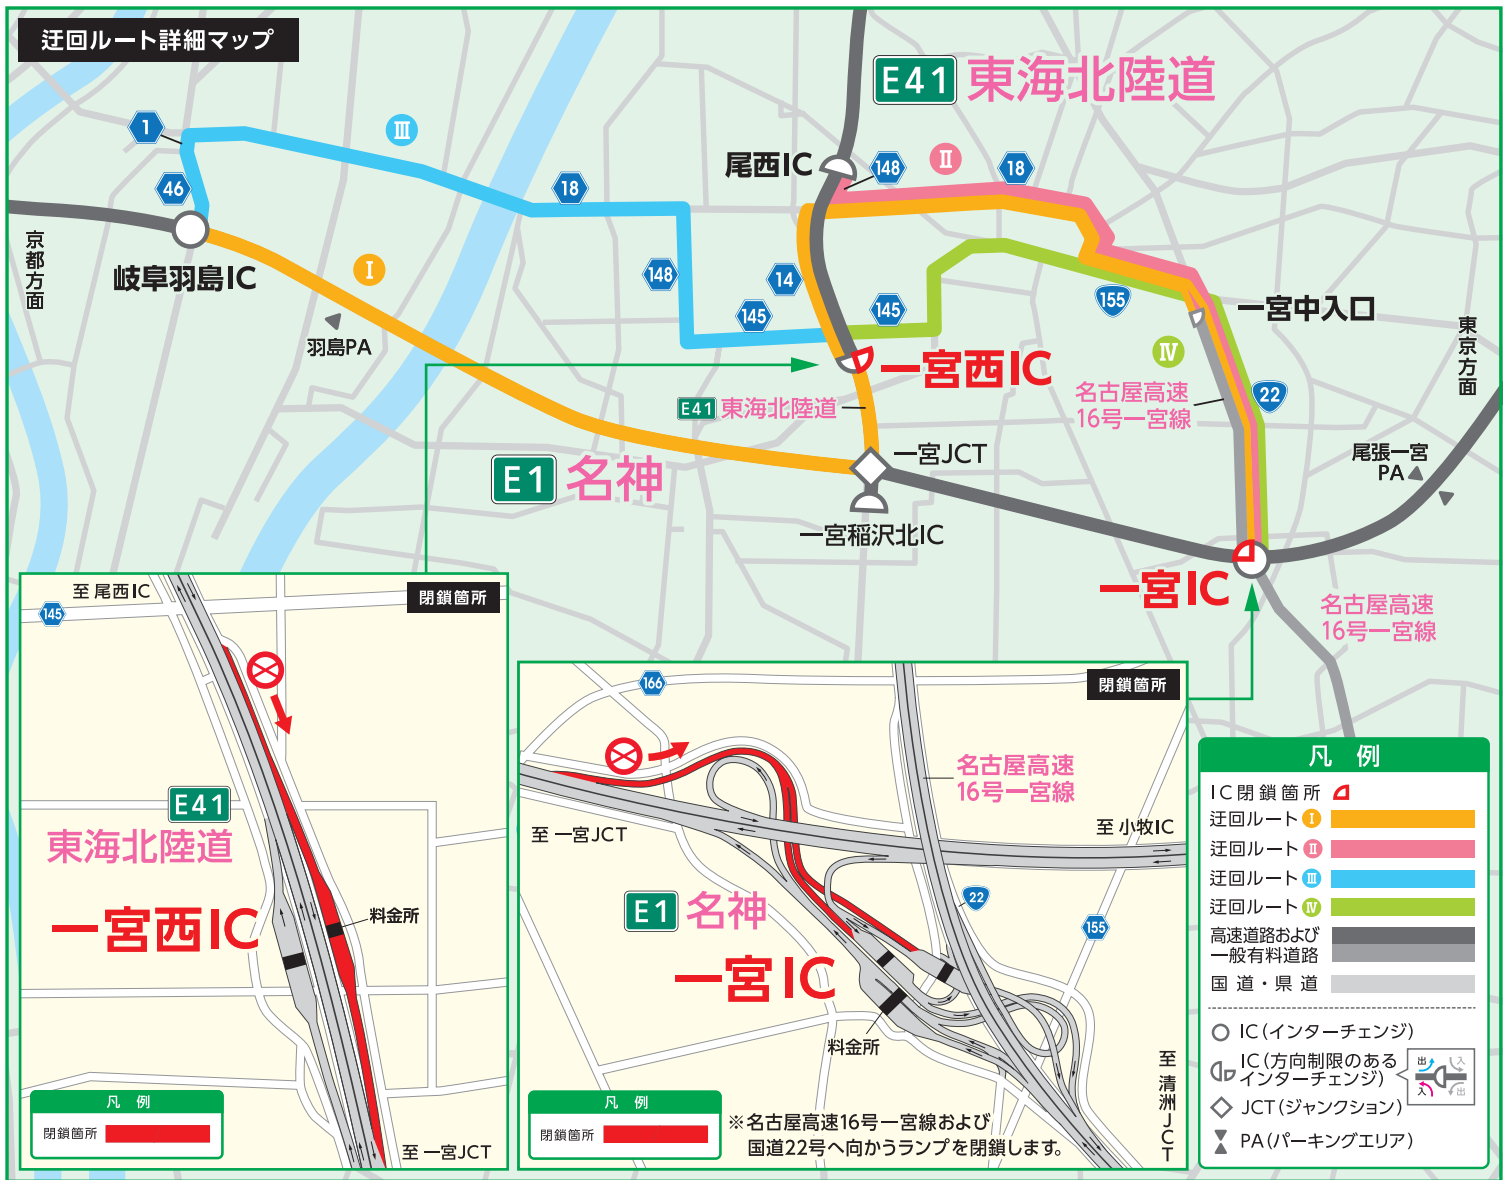 迂回ルート詳細マップ
E41 東海北陸道
1
Ⅲ
尾西IC
148
Ⅱ
18
46
18
京都方面
岐阜羽島IC
Ⅰ
148
14
145
145
155
一宮中入口
羽島PA
東京方面
一宮西IC
Ⅳ
名古屋高速
16号一宮線
22
E41 東海北陸道
一宮JCT
尾張一宮
PA
E1 名神
一宮稲沢北IC
一宮IC
名古屋高速
16号一宮線
至 尾西IC
閉鎖箇所
145
E41
東海北陸道
一宮西IC
料金所
凡 例
閉鎖箇所
至 一宮JCT
閉鎖箇所
166
名古屋高速
16号一宮線
至 一宮JCT
至 小牧IC
E1 名神
22
155
一宮IC
料金所
至 清洲JCT
凡 例
閉鎖箇所
※名古屋高速16号一宮線および
国道22号へ向かうランプを閉鎖します。
凡 例
IC閉鎖箇所
迂回ルートⅠ
迂回ルートⅡ
迂回ルートⅢ
迂回ルートⅣ
高速道路および
一般有料道路
国道・県道
IC(インターチェンジ)
IC(方向制限のある
インターチェンジ)
出
入
入
出
JCT(ジャンクション)
PA(パーキングエリア)